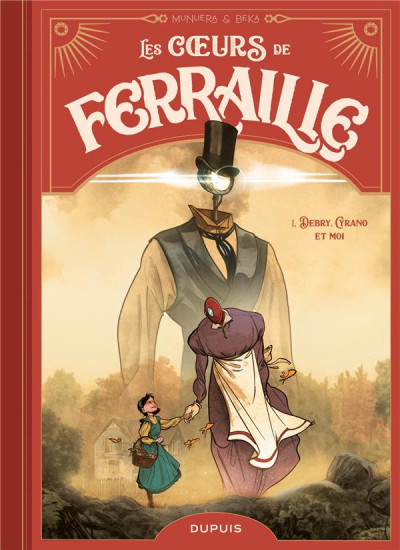 MUNUERA & BEKA
LES CŒURS DE
FERRAILLE
1. DEBRY, CYRANO
ET MOI
DUPUIS